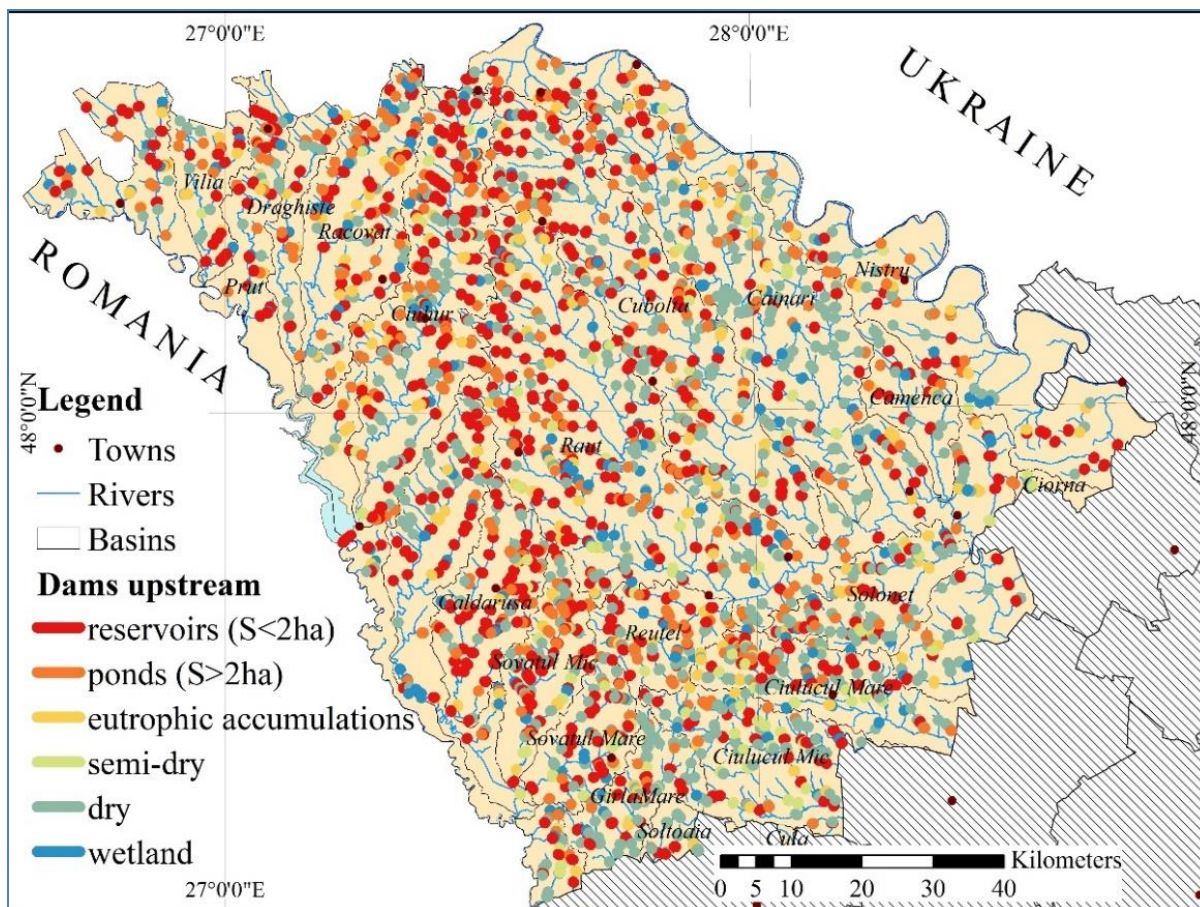 27°0'0"E
28°0'0"E
UKRAINE
ROMANIA
Vilia
Draghiste
Racovat
Prut
Ciuhur
Cubolta
Cainari
Nistru
Camenca
Raut
Ciorna
Caldarusa
Sovatul Mic
Reutel
Solonet
Ciulucul Mare
Sovatul Mare
Ciulucul Mic
GirlaMare
Soltoaia
Cula
48°0'0"N
48°0'0"N
Legend
Towns
Rivers
Basins
Dams upstream
reservoirs (S<2ha)
ponds (S>2ha)
eutrophic accumulations
semi-dry
dry
wetland
27°0'0"E
Kilometers
0 5 10 20 30 40